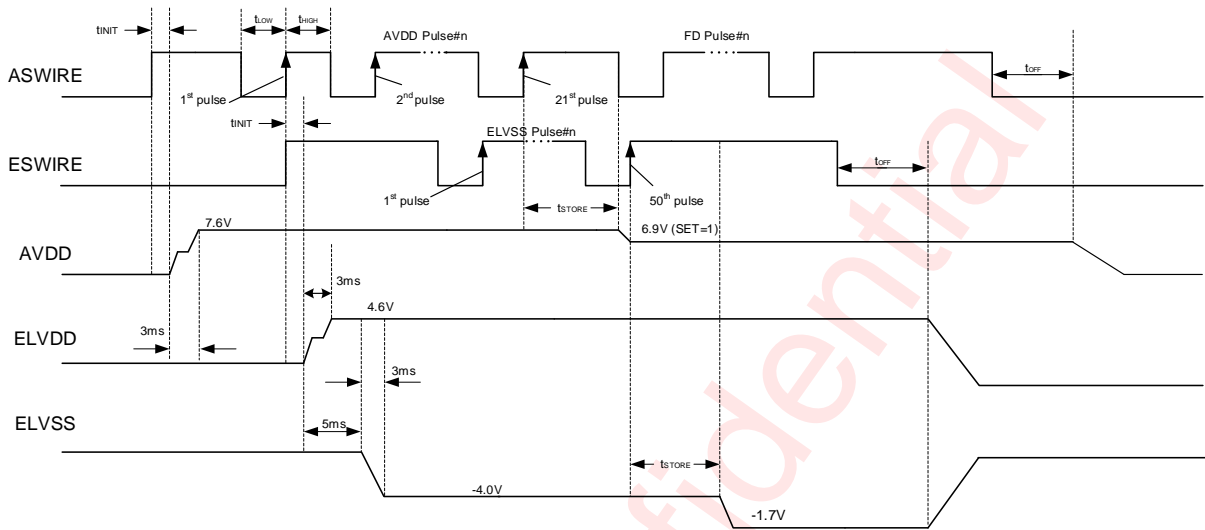 tLOW tHIGH
tINIT
AVDD Pulse#n
FD Pulse#n
ASWIRE
tOFF
1st pulse
2nd pulse
21st pulse
tINIT
ELVSS Pulse#n
ESWIRE
tOFF
1st pulse
50th pulse
tSTORE
7.6V
6.9V (SET=1)
AVDD
3ms
4.6V
3ms
ELVDD
3ms
ELVSS
5ms
tSTORE
-4.0V
-1.7V
fidential